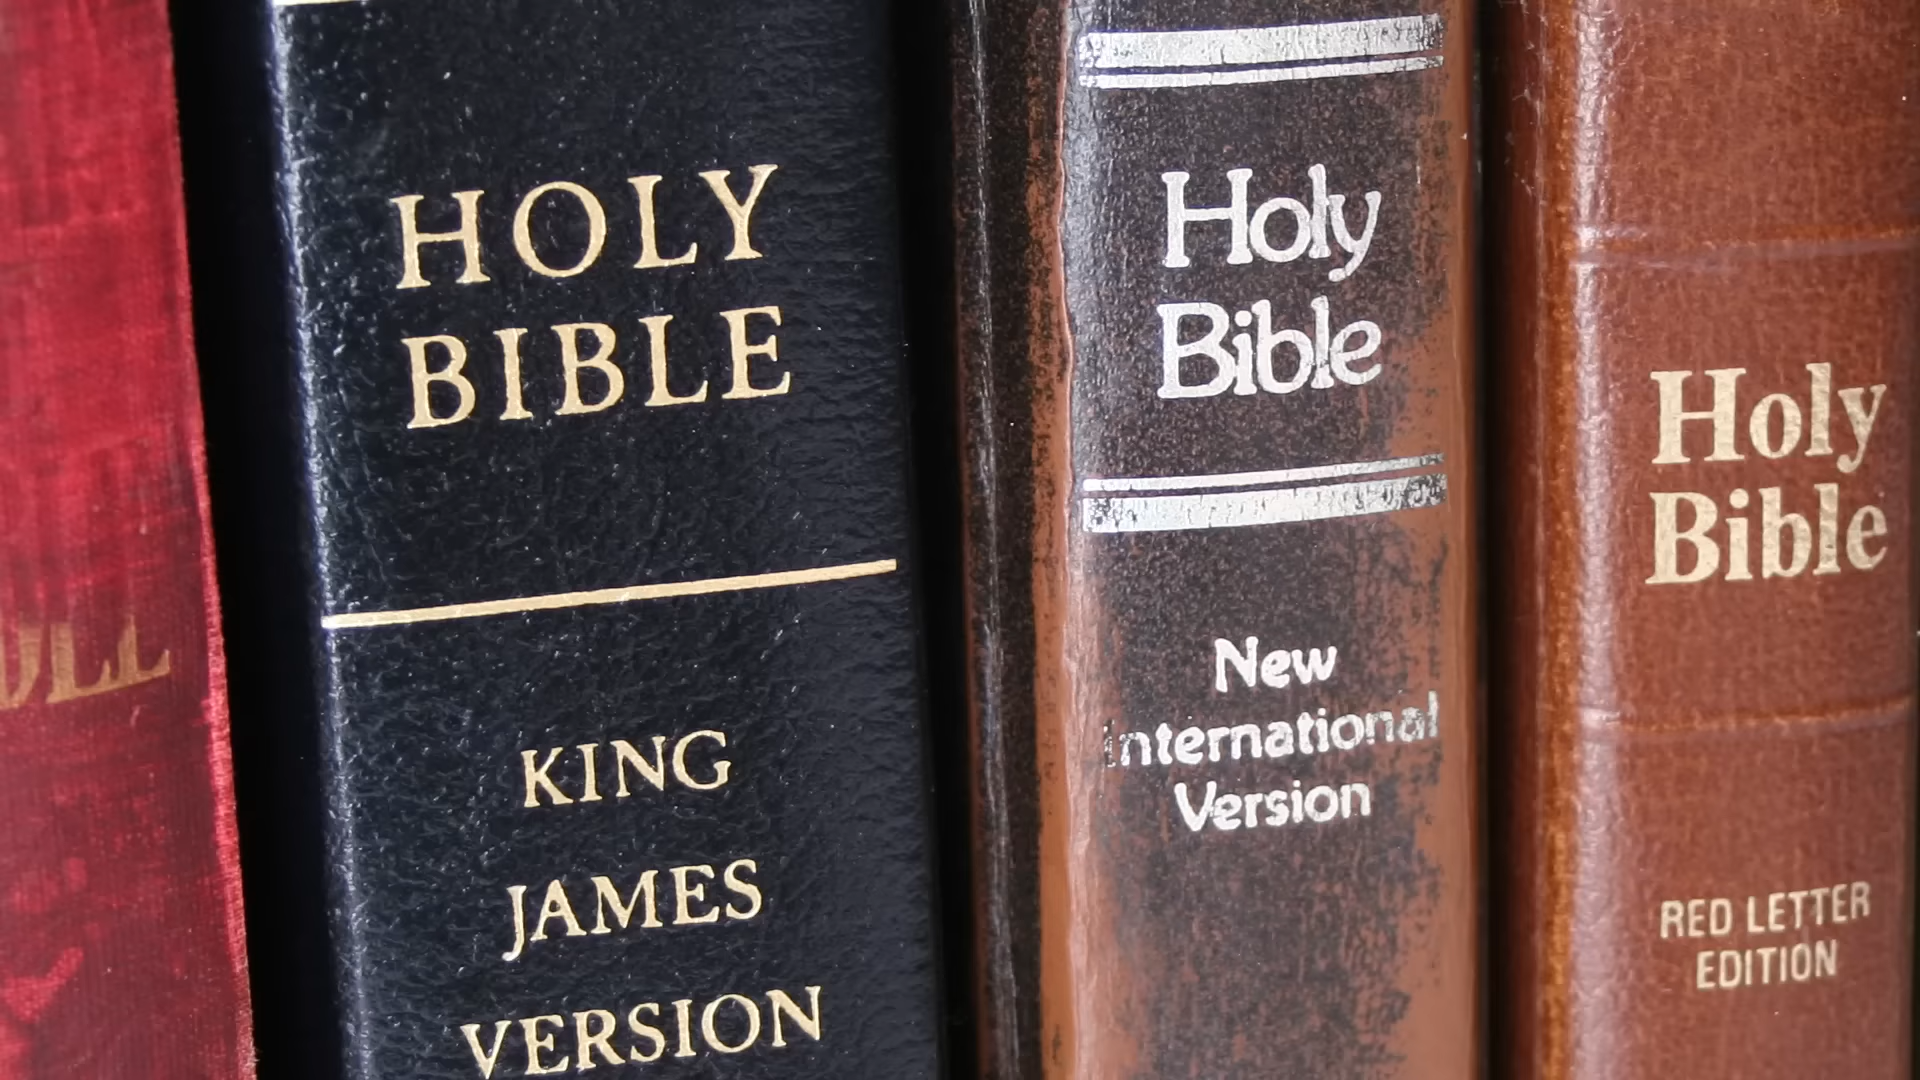 HOLY
BIBLE
KING
JAMES
VERSION
Holy
Bible
New
International
Version
Holy
Bible
RED LETTER
EDITION